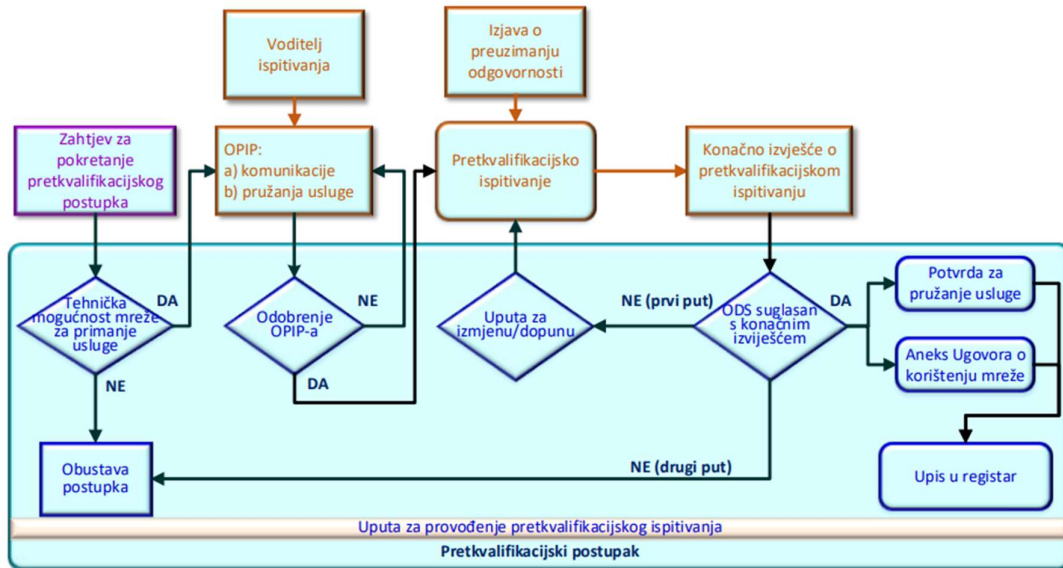 Voditelj
ispitivanja
Izjava o
preuzimanju
odgovornosti
Zahtjev za
pokretanje
pretkvalifikacijskog
postupka
OPIP:
a) komunikacije
b) pružanja usluge
Pretkvalifikacijsko
ispitivanje
Konačno izvješće o
pretkvalifikacijskom
ispitivanju
Tehnička
mogućnost mreže
za primanje
usluge
DA
NE
Odobrenje
OPIP-a
NE
DA
Uputa za
izmjenu/dopunu
NE (prvi put)
ODS suglasan
s konačnim
izviješćem
DA
Potvrda za
pružanje usluge
Aneks Ugovora o
korištenju mreže
Obustava
postupka
NE (drugi put)
Upis u registar
Uputa za provođenje pretkvalifikacijskog ispitivanja
Pretkvalifikacijski postupak